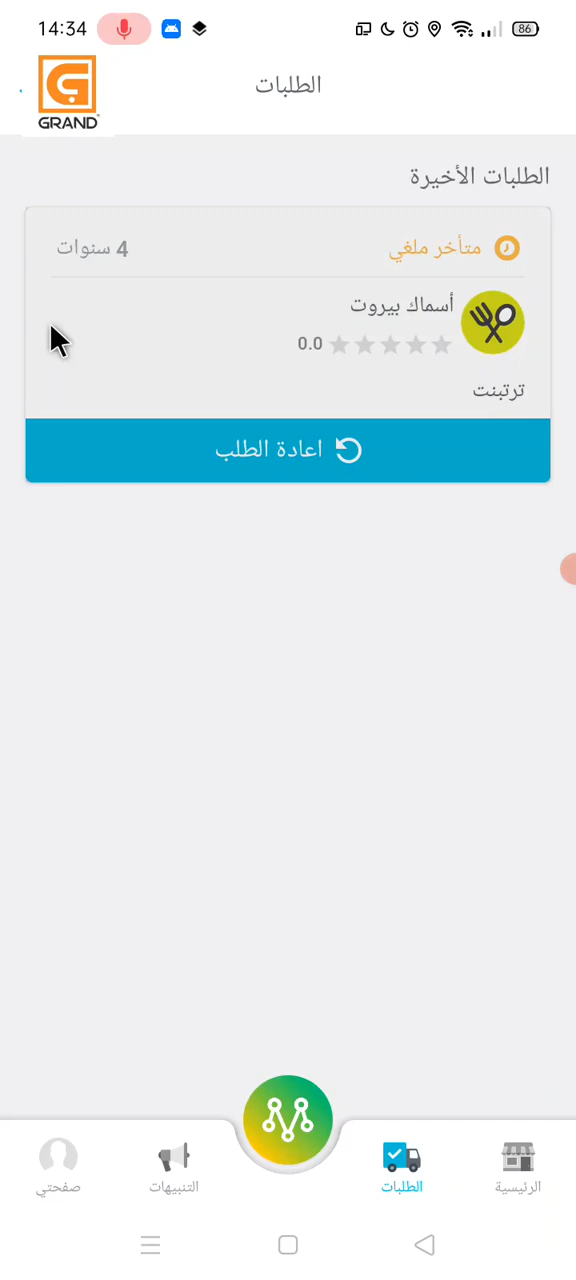 14:34
86
GRAND
الطلبات
الطلبات الأخيرة
متأخر ملغي
4 سنوات
أسماك بيروت
0.0
ترتبنت
اعادة الطلب
الرئيسية
الطلبات
التنبيهات
صفحتي